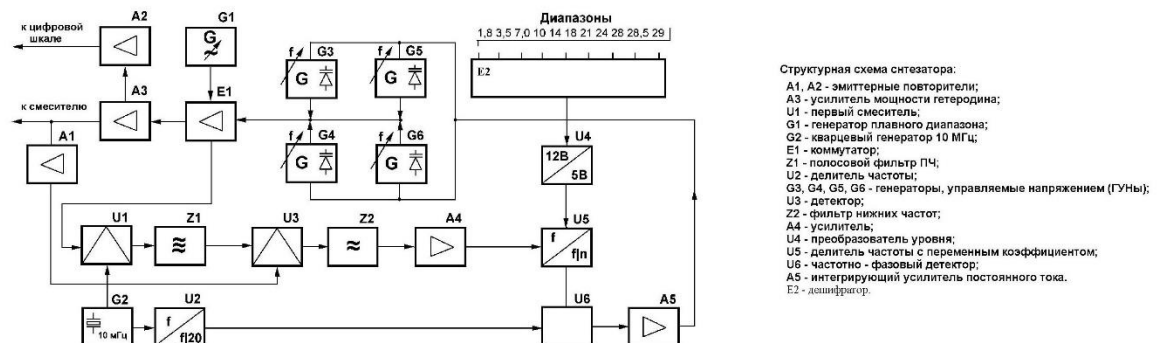 Диапазоны
1,8 3,5 7,0 10 14 18 21 24 28 28,5 29
A2
G1
к цифровой
шкале
G
G3
G5
f
f
G
G
E2
A3
E1
к смесителю
A1
G4
G6
f
f
G
G
U4
12В
5В
U1
Z1
U3
Z2
A4
U5
f
f|n
G2
U2
U6
A5
10 мГц
f
f|20
Структурная схема снтезатора:
A1, A2 - эмиттерные повторители;
A3 - усилитель мощности гетеродина;
U1 - первый смеситель;
G1 - генератор плавного диапазона;
G2 - кварцевый генератор 10 МГц;
E1 - коммутатор;
Z1 - полосовой фильтр ПЧ;
U2 - делитель частоты;
G3, G4, G5, G6 - генераторы, управляемые напряжением (ГУНы);
U3 - детектор;
Z2 - фильтр нижних частот;
A4 - усилитель;
U4 - преобразователь уровня;
U5 - делитель частоты с переменным коэффициентом;
U6 - частотно - фазовый детектор;
A5 - интегрирующий усилитель постоянного тока.
E2 - дешифратор.